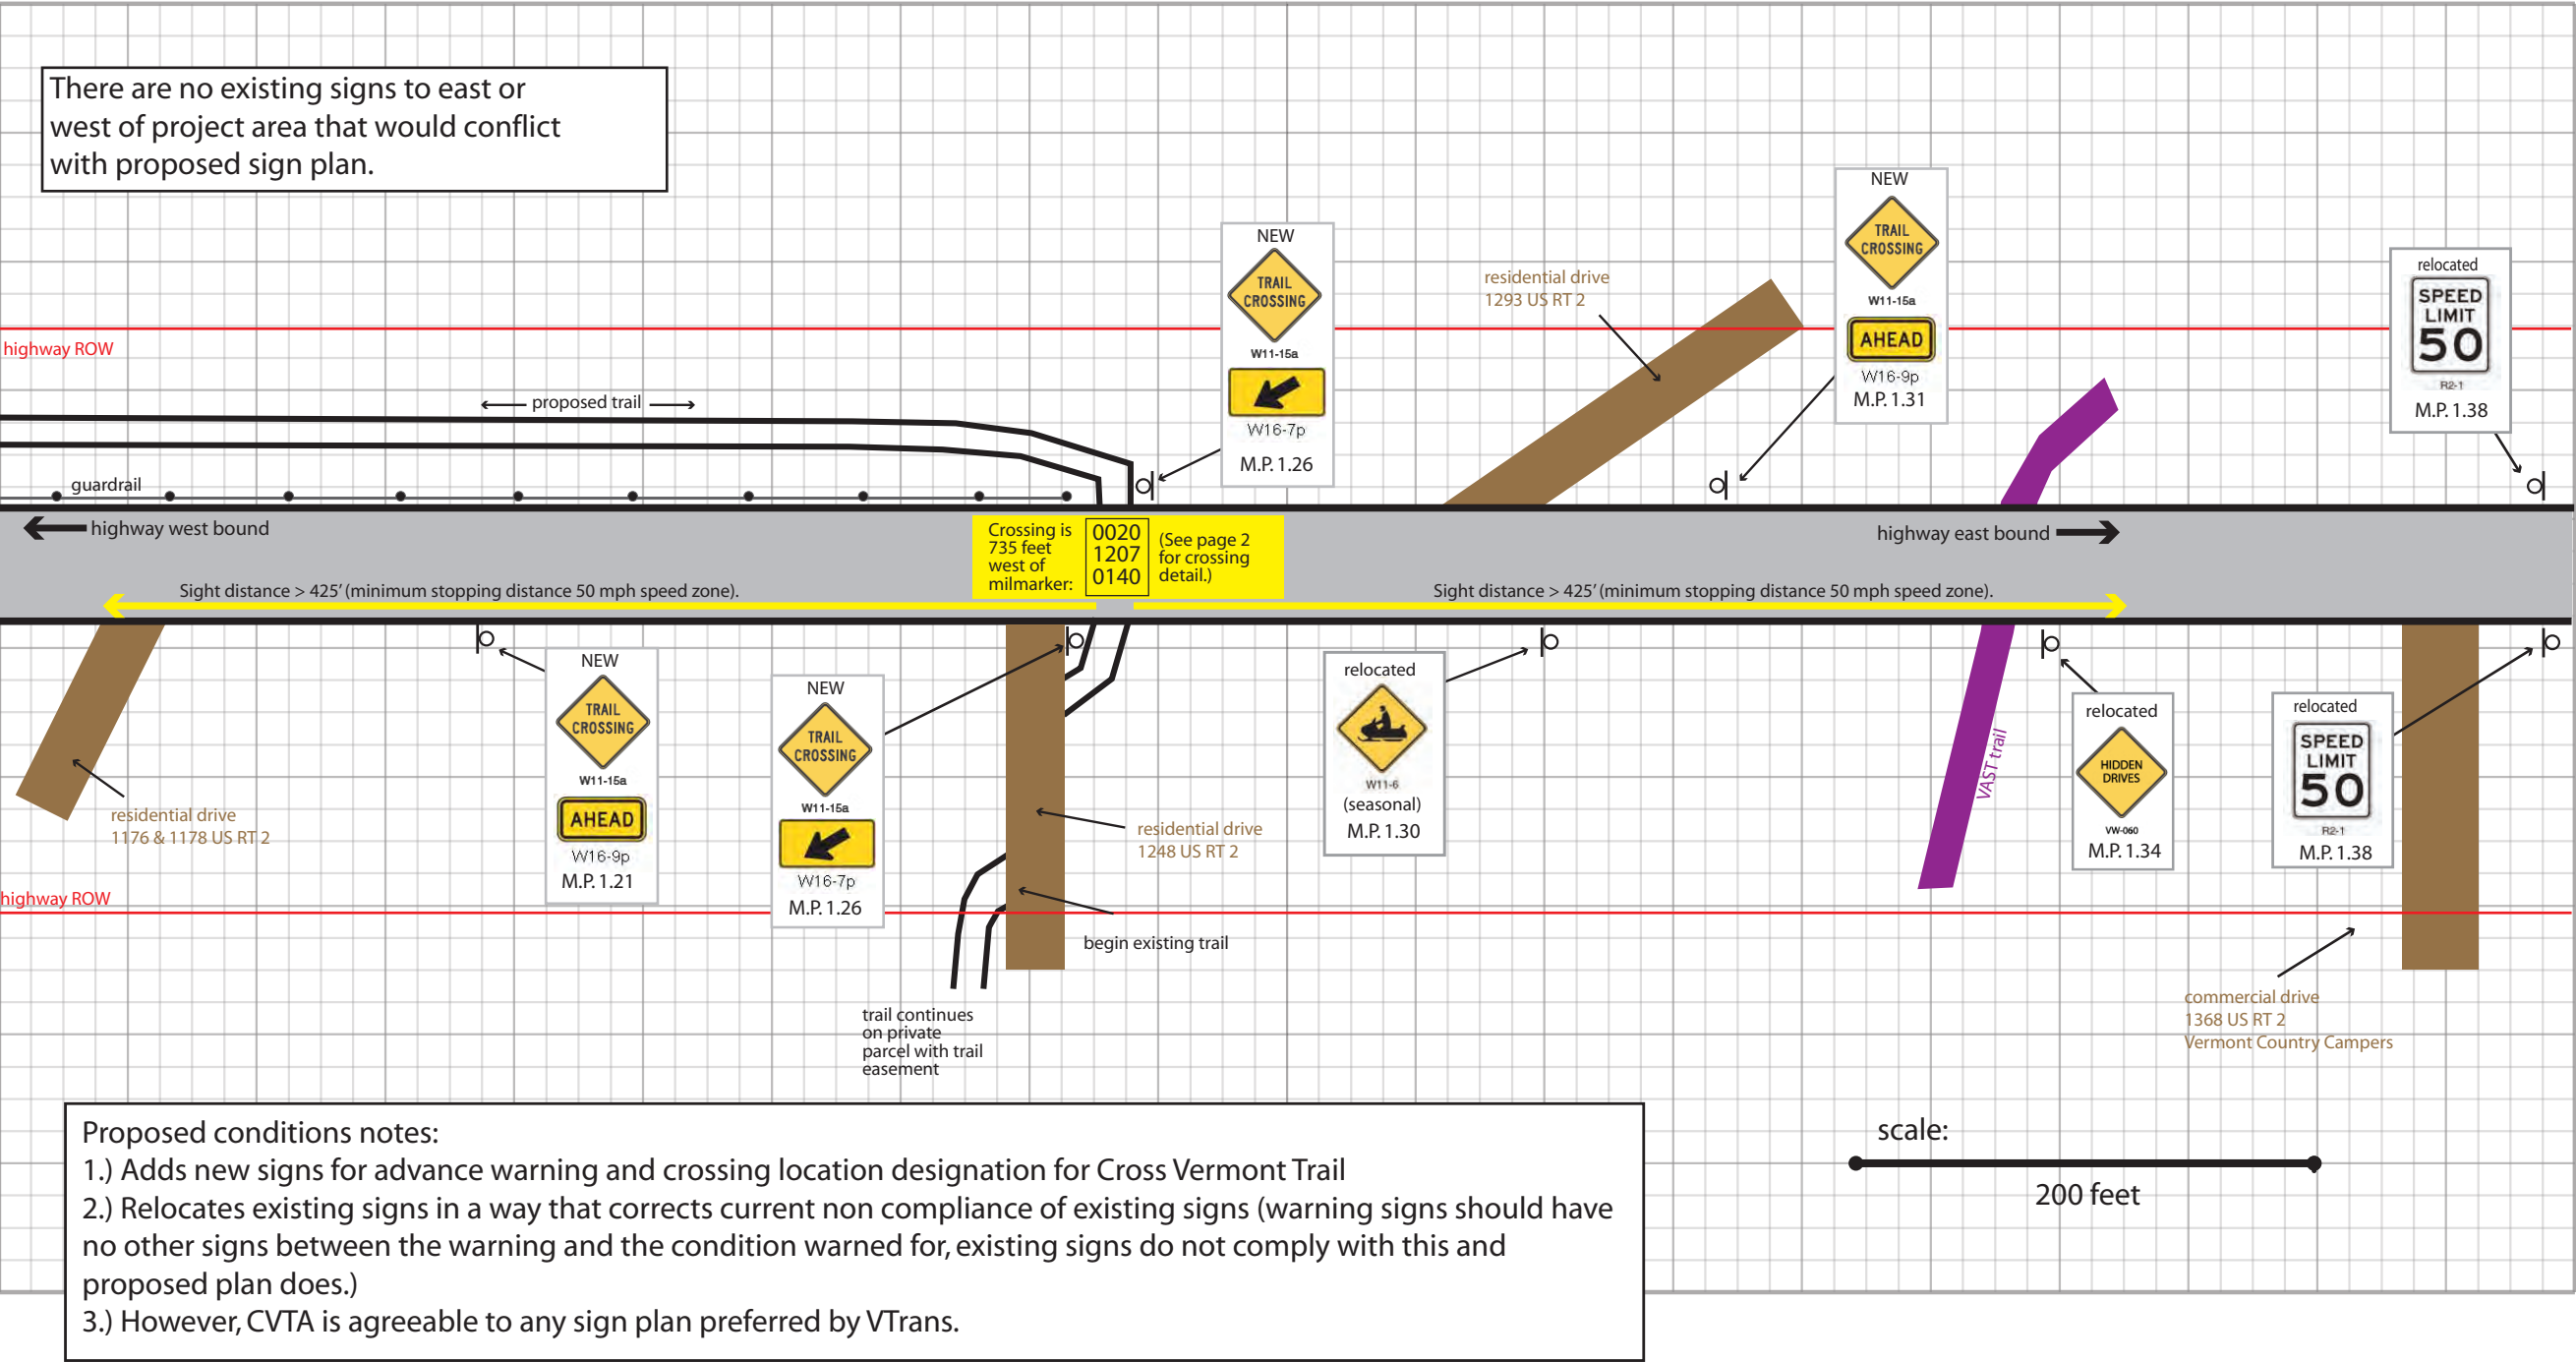 There are no existing signs to east or
west of project area that would conflict
with proposed sign plan.
NEW
TRAIL
CROSSING
W11-15a
W16-7p
M.P. 1.26
residential drive
1293 US RT 2
NEW
TRAIL
CROSSING
W11-15a
AHEAD
W16-9p
M.P. 1.31
relocated
SPEED
LIMIT
50
R2-1
M.P. 1.38
highway ROW
proposed trail
guardrail
highway west bound
Crossing is
735 feet
west of
milmarker:
0020
1207
0140
(See page 2
for crossing
detail.)
highway east bound
Sight distance > 425' (minimum stopping distance 50 mph speed zone).
Sight distance > 425' (minimum stopping distance 50 mph speed zone).
residential drive
1176 & 1178 US RT 2
NEW
TRAIL
CROSSING
W11-15a
AHEAD
W16-9p
M.P. 1.21
NEW
TRAIL
CROSSING
W11-15a
W16-7p
M.P. 1.26
residential drive
1248 US RT 2
relocated
W11-6
(seasonal)
M.P. 1.30
VAST trail
relocated
HIDDEN
DRIVES
VW-060
M.P. 1.34
relocated
SPEED
LIMIT
50
R2-1
M.P. 1.38
highway ROW
begin existing trail
trail continues
on private
parcel with trail
easement
commercial drive
1368 US RT 2
Vermont Country Campers
Proposed conditions notes:
1.) Adds new signs for advance warning and crossing location designation for Cross Vermont Trail
2.) Relocates existing signs in a way that corrects current non compliance of existing signs (warning signs should have
no other signs between the warning and the condition warned for, existing signs do not comply with this and
proposed plan does.)
3.) However, CVTA is agreeable to any sign plan preferred by VTrans.
scale:
200 feet